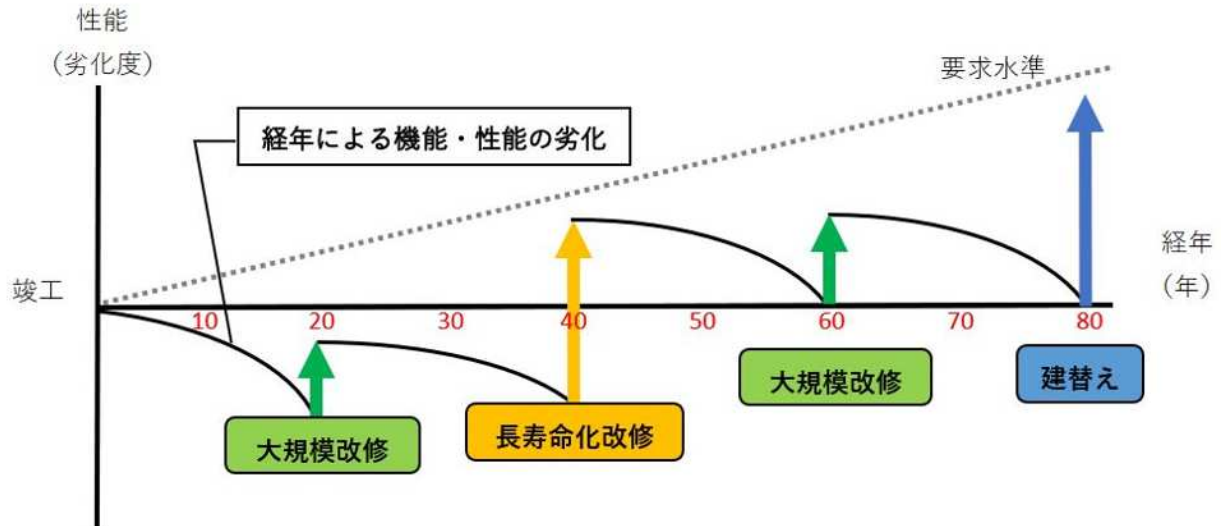 性能
（劣化度）
要求水準
経年による機能・性能の劣化
竣工
経年
（年）
10
20
30
40
50
60
70
80
大規模改修
長寿命化改修
大規模改修
建替え